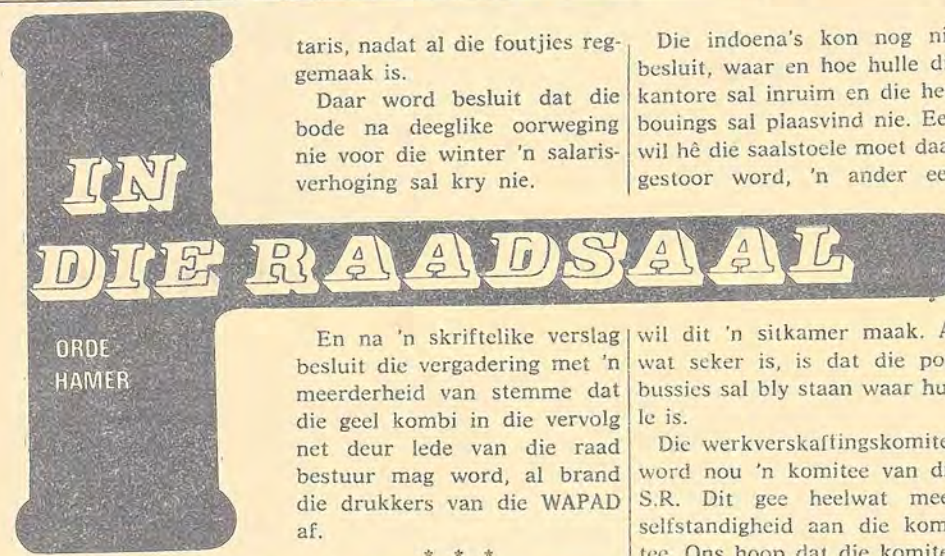 IN
DIE RAADSAAL
ORDE
HAMER
taris, nadat al die foutjies reg-
gemaak is.
Daar word besluit dat die
bode na deeglike oorweging
nie voor die winter 'n salaris-
verhoging sal kry nie.
En na 'n skriftelike verslag
besluit die vergadering met 'n
meerderheid van stemme dat
die geel kombi in die vervolg
net deur lede van die raad
bestuur mag word, al brand
die drukkers van die WAPAD
af.
* * *
Die indoena's kon nog
besluit, waar en hoe hulle
kantore sal inruim en die
bouings sal plaasvind nie.
wil hê die saalstoele moet
gestoor word, 'n ander
wil dit 'n sitkamer maak.
wat seker is, is dat die
bussies sal bly staan waar
le is.
Die werkverskaffingskomite
word nou 'n komitee van
S.R. Dit gee heelwat
selfstandigheid aan die
tee. Ons hoop dat die